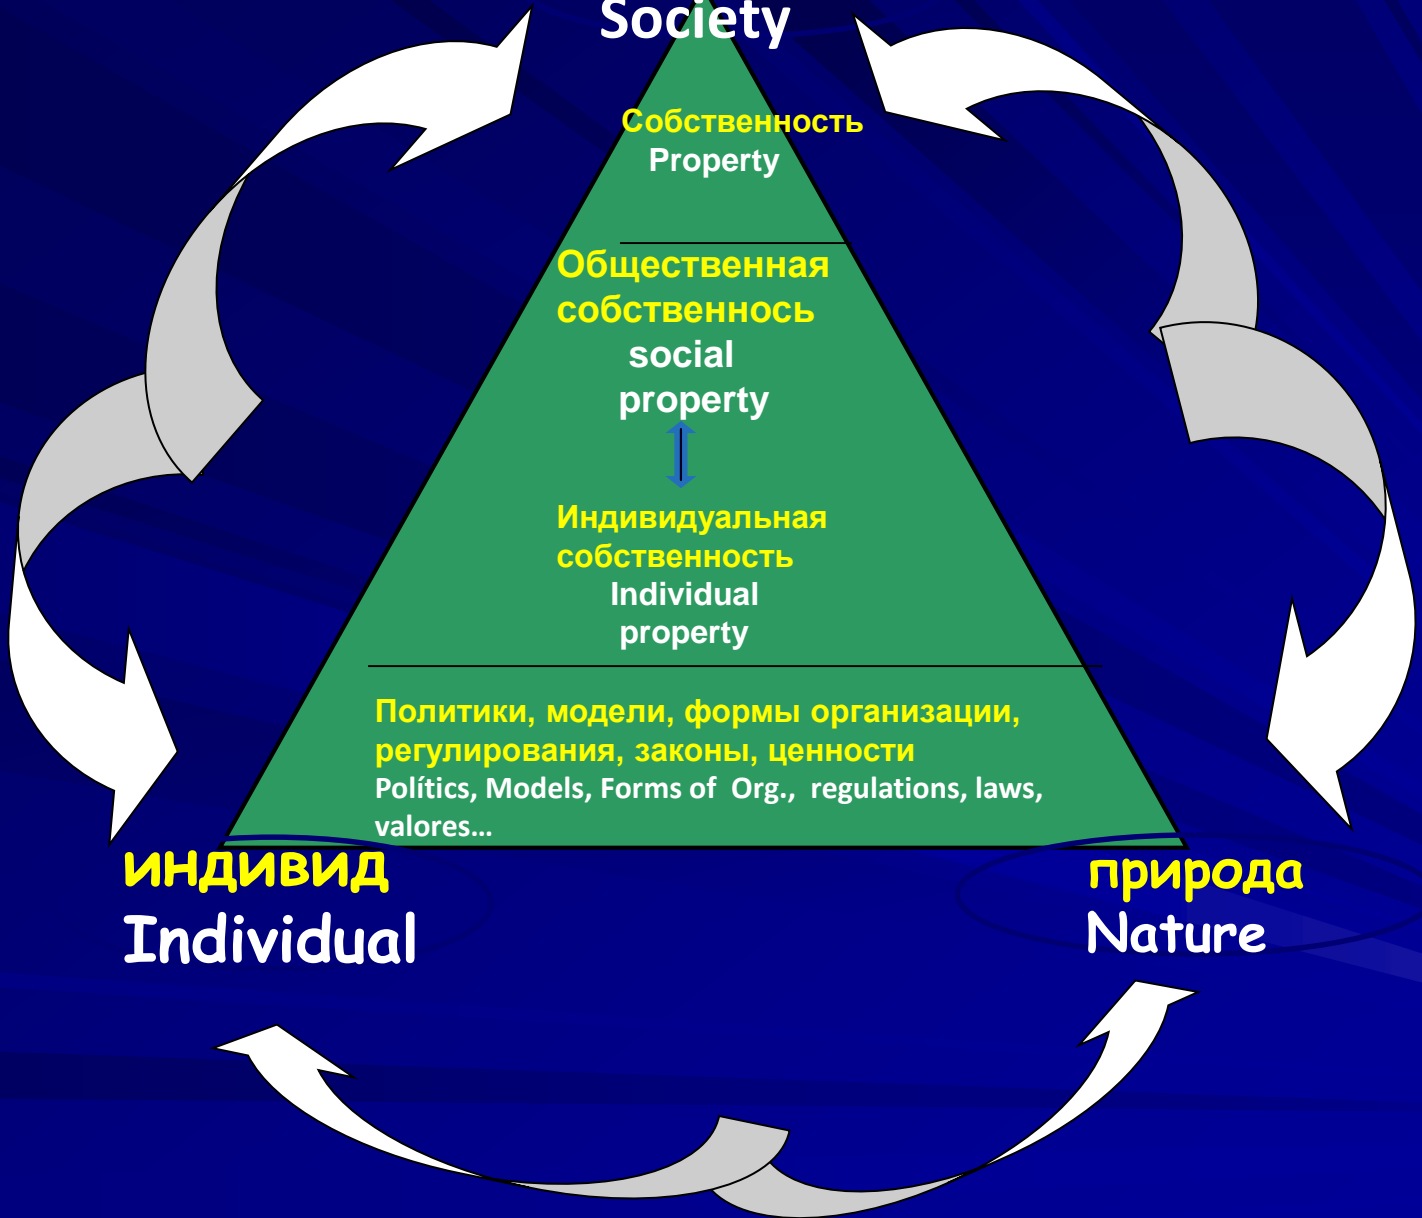 Society
Собственность
Property
Общественная
собственнось
social
property
Индивидуальная
собственность
Individual
property
Политики, модели, формы организации,
регулирования, законы, ценности
Polítics, Models, Forms of Org., regulations, laws,
valores…
индивид
Individual
природа
Nature